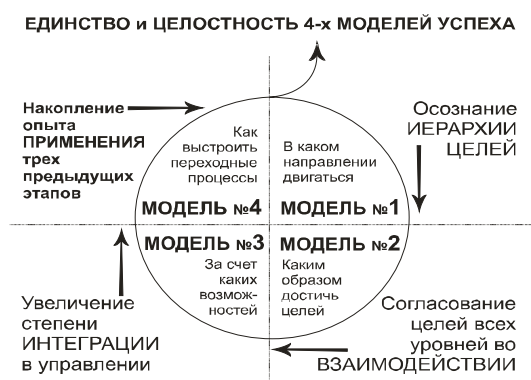 ЕДИНСТВО и ЦЕЛОСТНОСТЬ 4-х МОДЕЛЕЙ УСПЕХА
Накопление
опыта
ПРИМЕНЕНИЯ
трех
предыдущих
этапов
Как
выстроить
переходные
процессы
МОДЕЛЬ №4
В каком
направлении
двигаться
МОДЕЛЬ №1
Осознание
ИЕРАРХИИ
ЦЕЛЕЙ
Увеличение
степени
ИНТЕГРАЦИИ
в управлении
МОДЕЛЬ №3
За счет
каких
возмож-
ностей
МОДЕЛЬ №2
Каким
образом
достичь
целей
Согласование
целей всех
уровней во
ВЗАИМОДЕЙСТВИИ